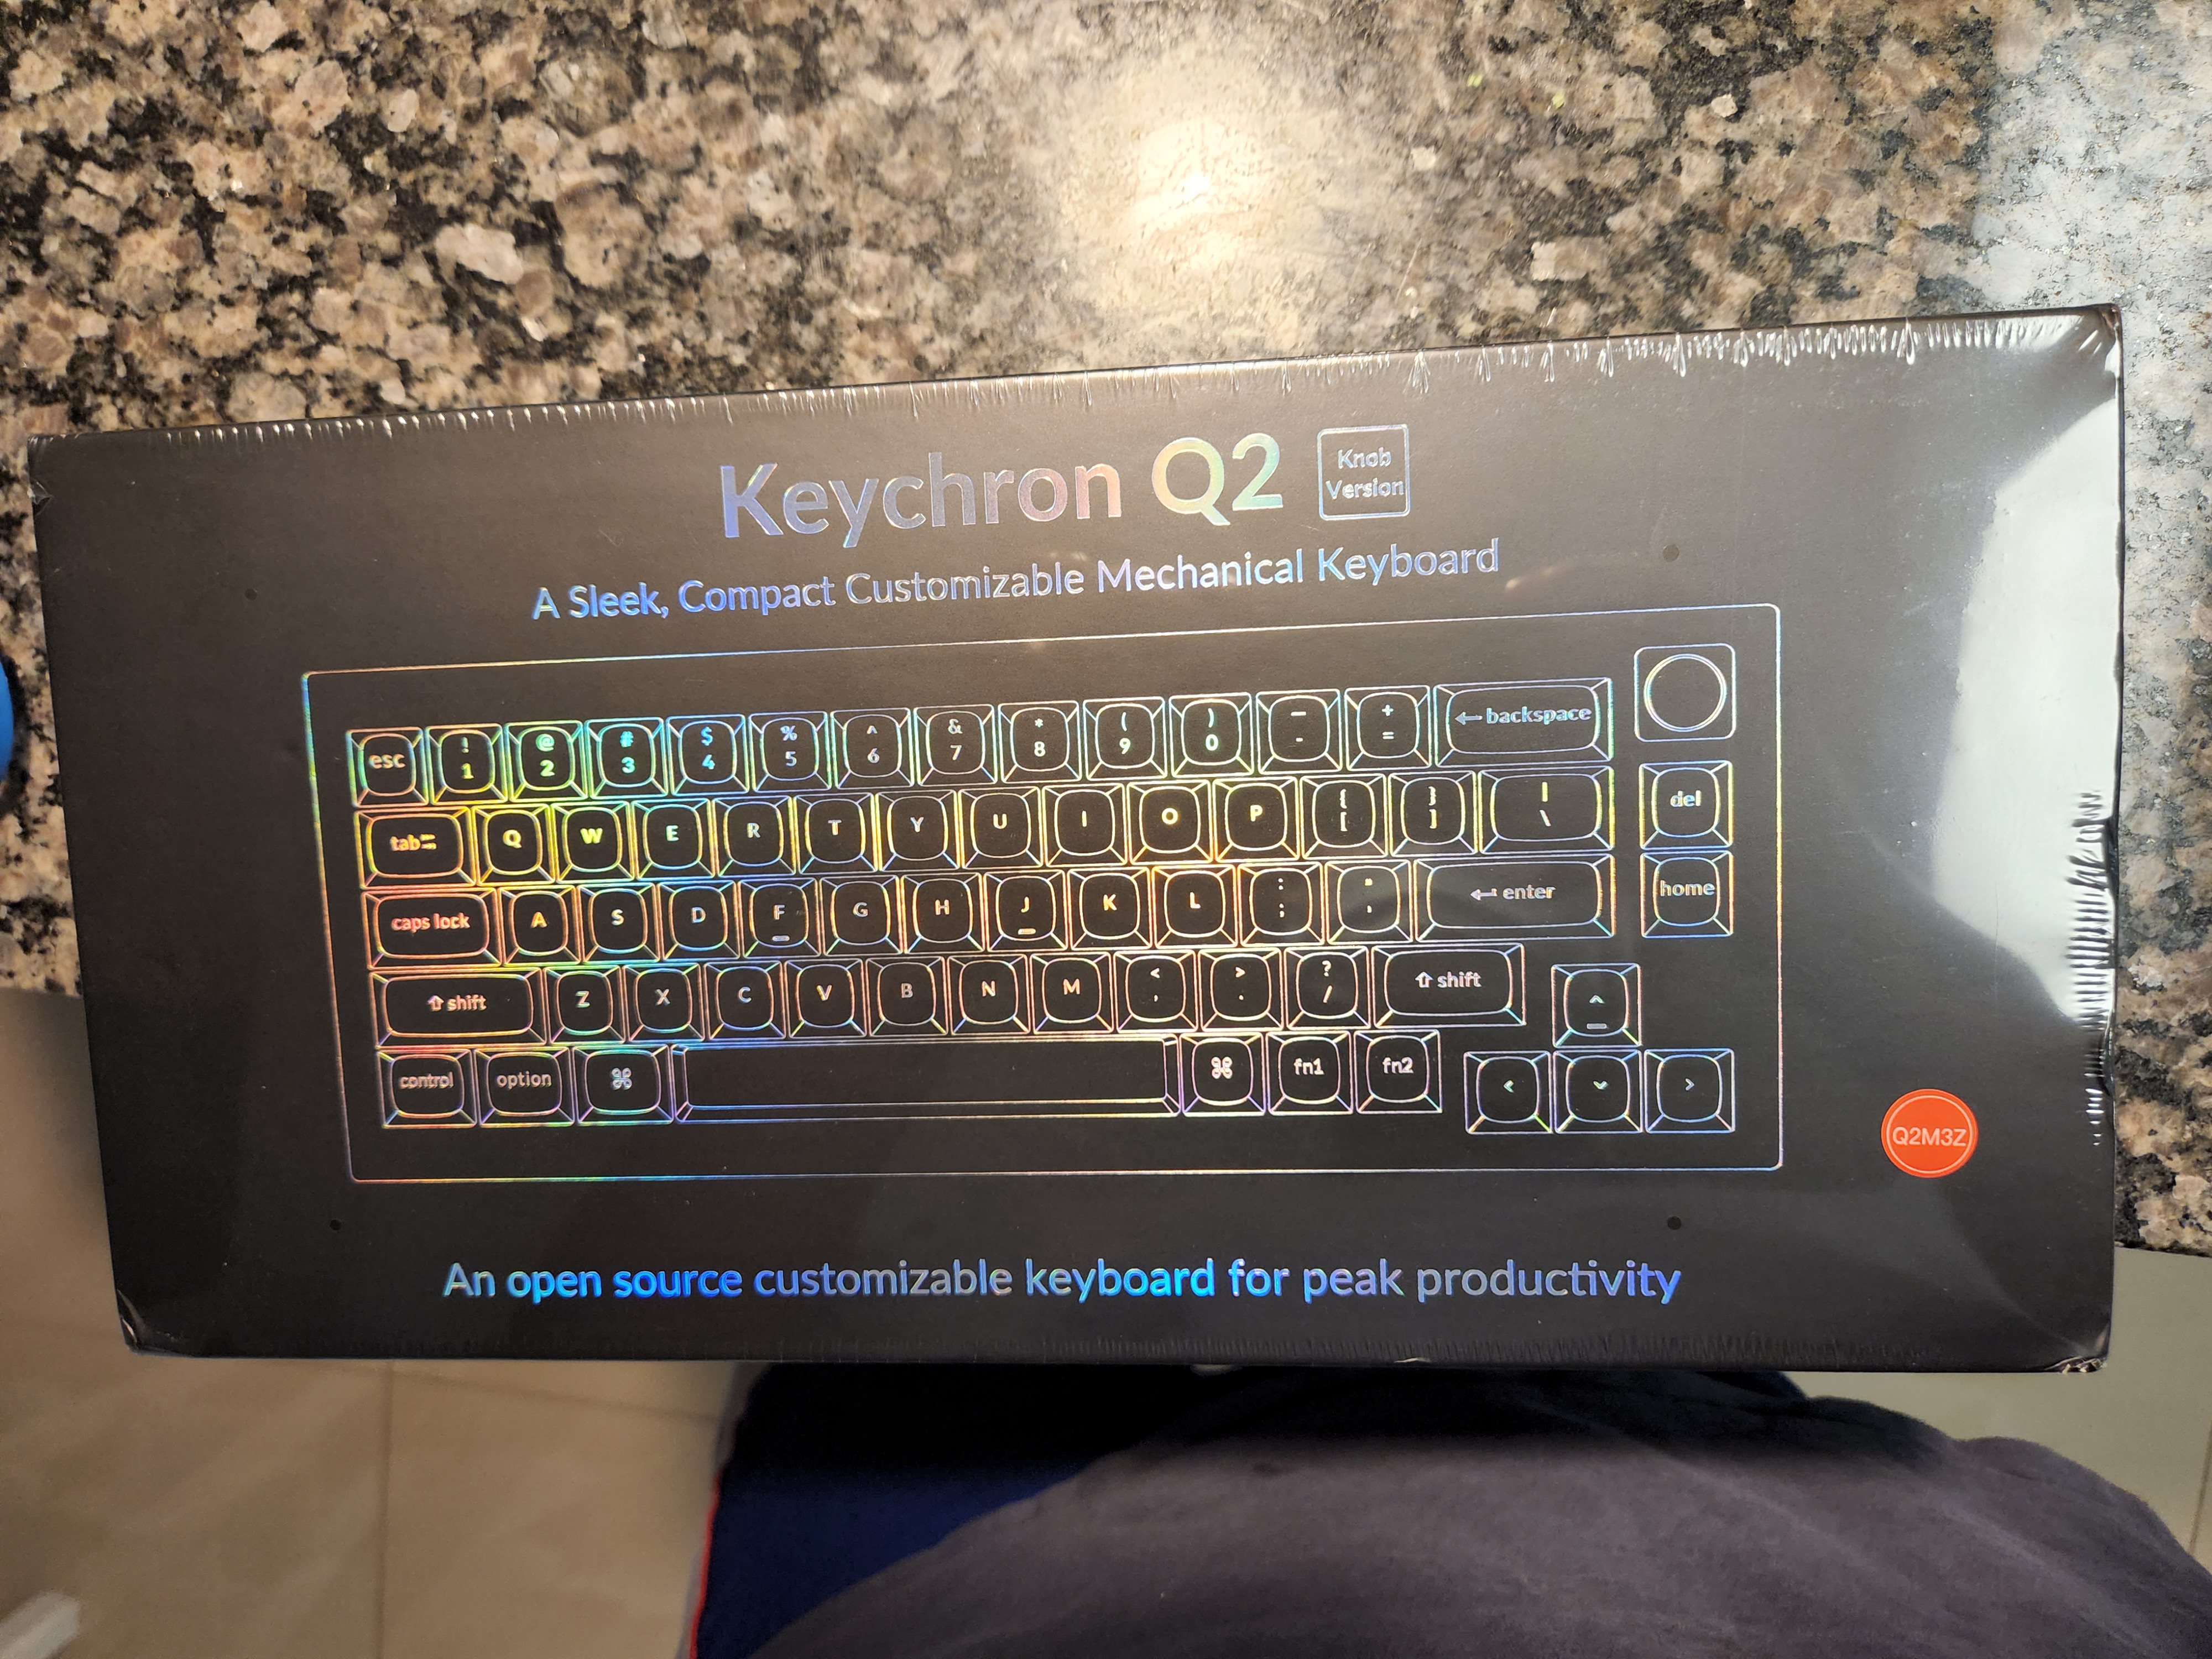 Keychron Q2
Knob
Version
A Sleek, Compact Customizable Mechanical Keyboard
esc ! 1 @ 2 # 3 $ 4 % 5 ^ 6 & 7 * 8 ( 9 ) 0 _ - + = ← backspace
tab Q W E R T Y U I O P { [ } ] | \ del
caps lock A S D F G H J K L : ; " ' ↵ enter home
⇧ shift Z X C V B N M < , > . ? / ⇧ shift ^
control option ⌘ ⌘ fn1 fn2 < ⌄ >
Q2M3Z
An open source customizable keyboard for peak productivity